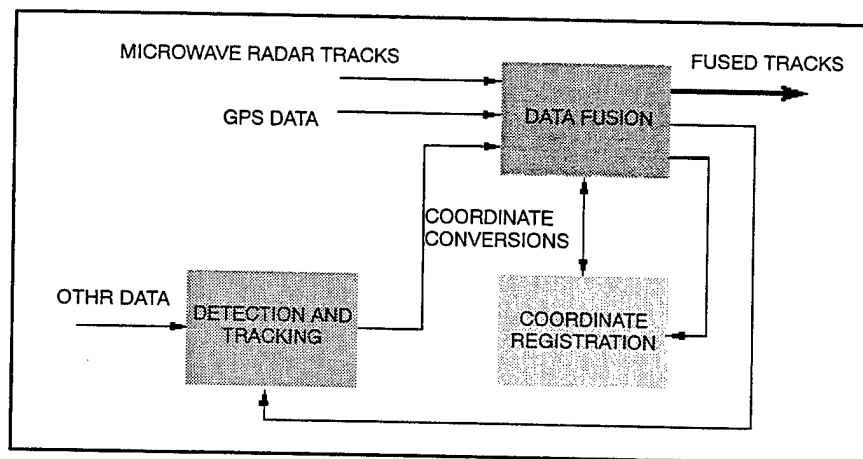 MICROWAVE RADAR TRACKS
FUSED TRACKS
GPS DATA
DATA FUSION
COORDINATE
CONVERSIONS
OTHR DATA
DETECTION AND
TRACKING
COORDINATE
REGISTRATION